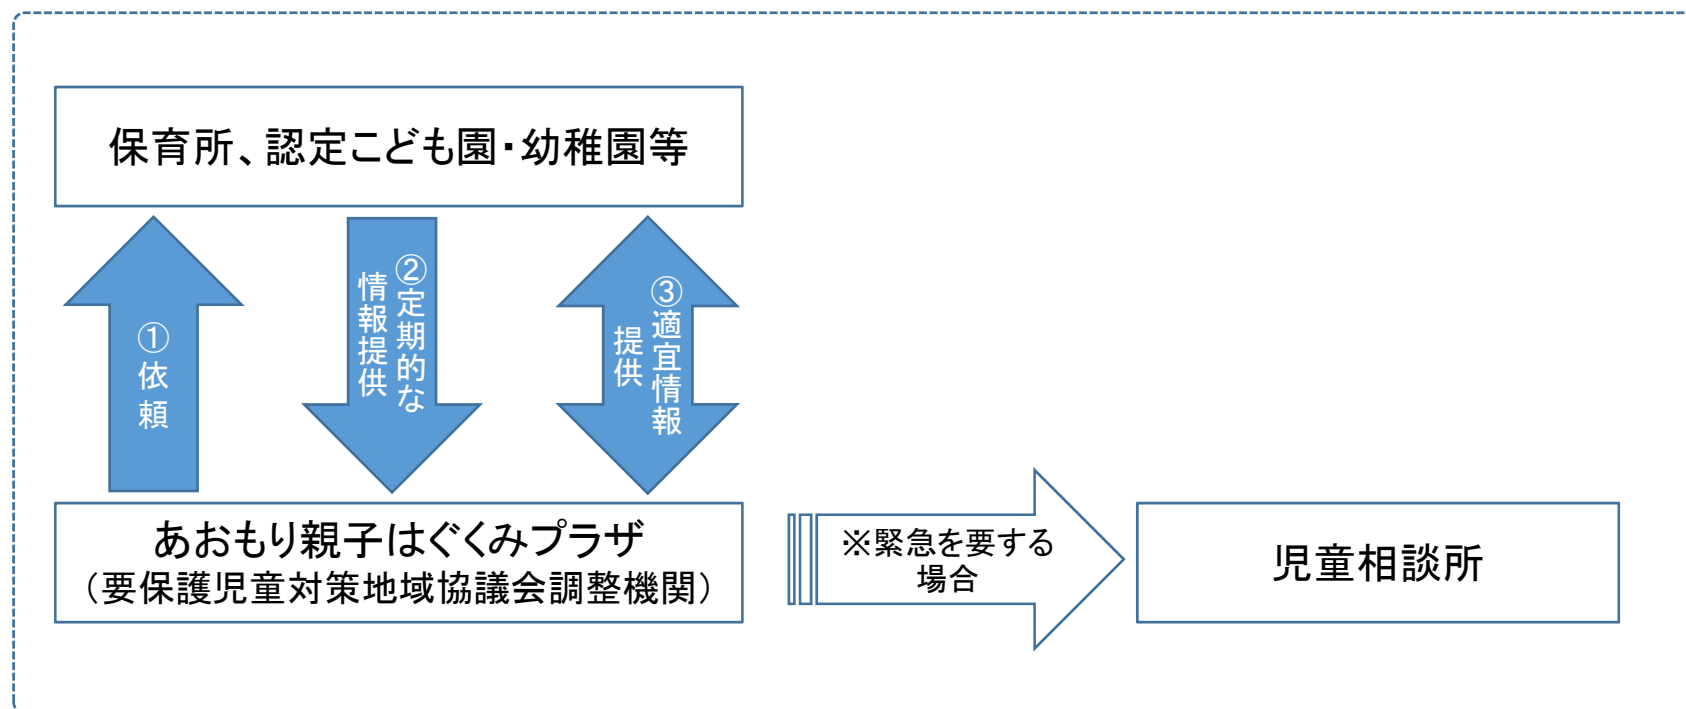 保育所、認定こども園・幼稚園等
①依頼
②定期的な
情報提供
③適宜情報
提供
あおもり親子はぐくみプラザ
（要保護児童対策地域協議会調整機関）
※緊急を要する
場合
児童相談所